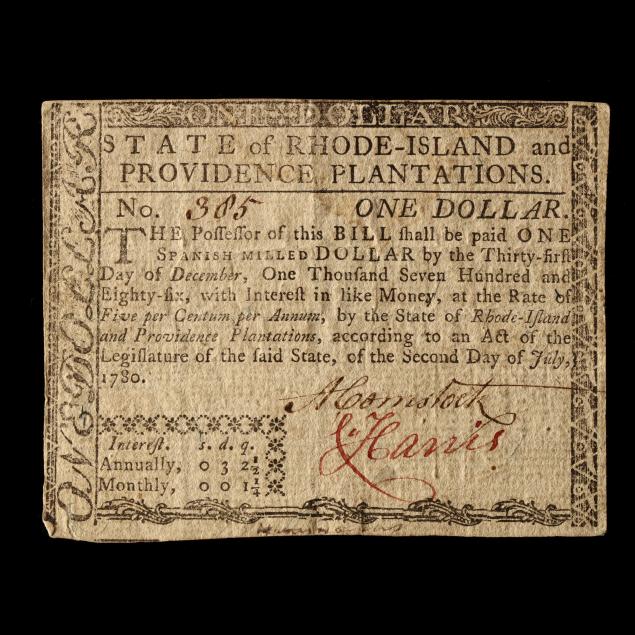 ONE DOLLAR
ONE DOLLAR
STATE of RHODE-ISLAND and
PROVIDENCE PLANTATIONS.
No. 385 ONE DOLLAR.
THE Poſſeſſor of this BILL ſhall be paid ONE
SPANISH MILLED DOLLAR by the Thirty-firſt
Day of December, One Thouſand Seven Hundred and
Eighty-ſix, with Intereſt in like Money, at the Rate of
Five per Centum per Annum, by the State of Rhode-Iſland
and Providence Plantations, according to an Act of the
Legiſlature of the ſaid State, of the Second Day of July,
1780.
A Comstock
Harris
Intereſt. s. d. q.
Annually, 0 3 2½
Monthly, 0 0 1¼